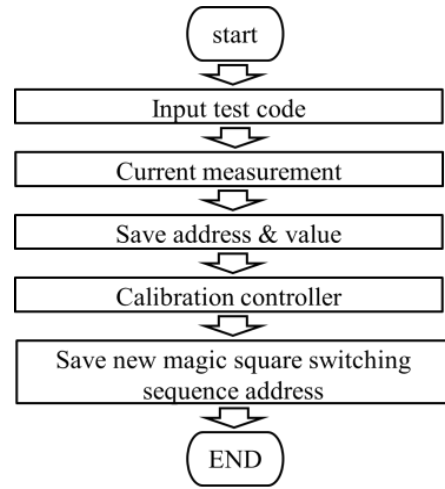 start
Input test code
Current measurement
Save address & value
Calibration controller
Save new magic square switching
sequence address
END